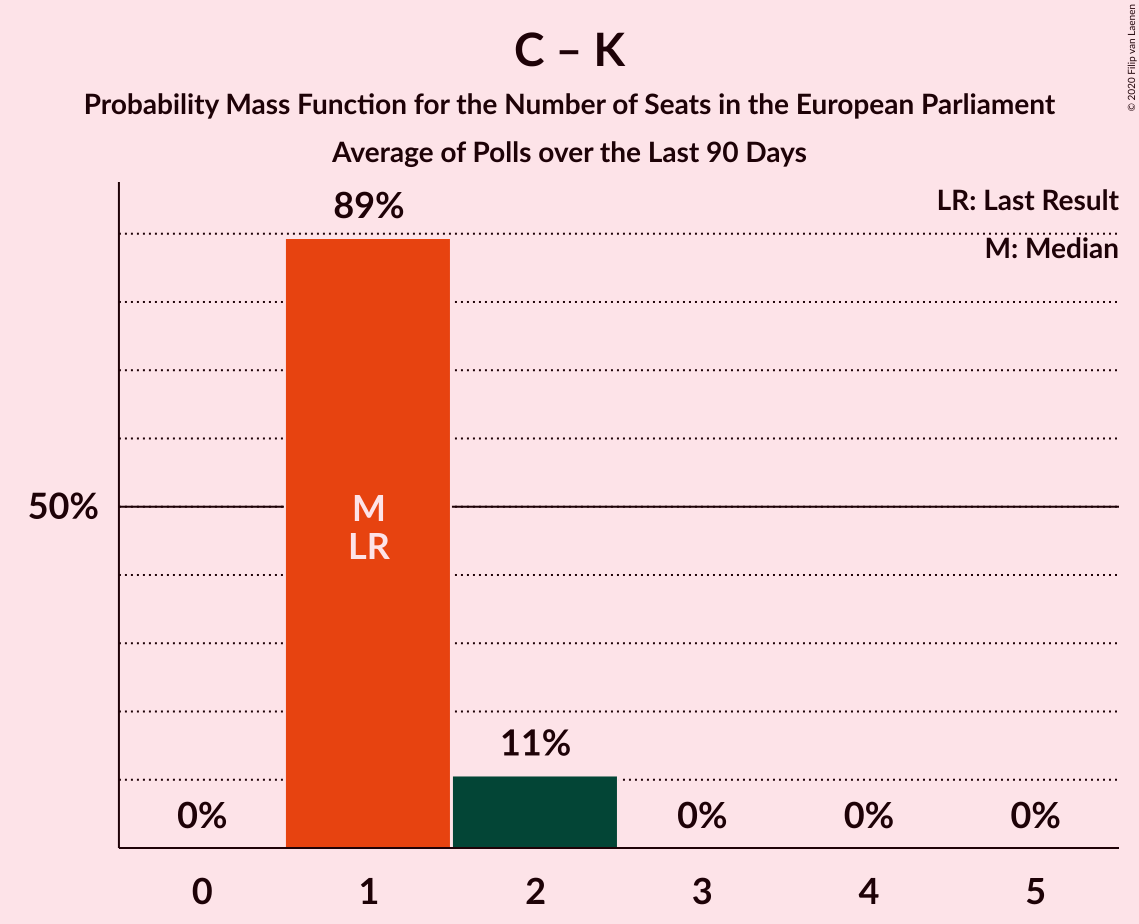 C – K
Probability Mass Function for the Number of Seats in the European Parliament
Average of Polls over the Last 90 Days
© 2020 Filip van Laenen
LR: Last Result
M: Median
89%
50%
M
LR
11%
0%
0%
0%
0%
0
1
2
3
4
5